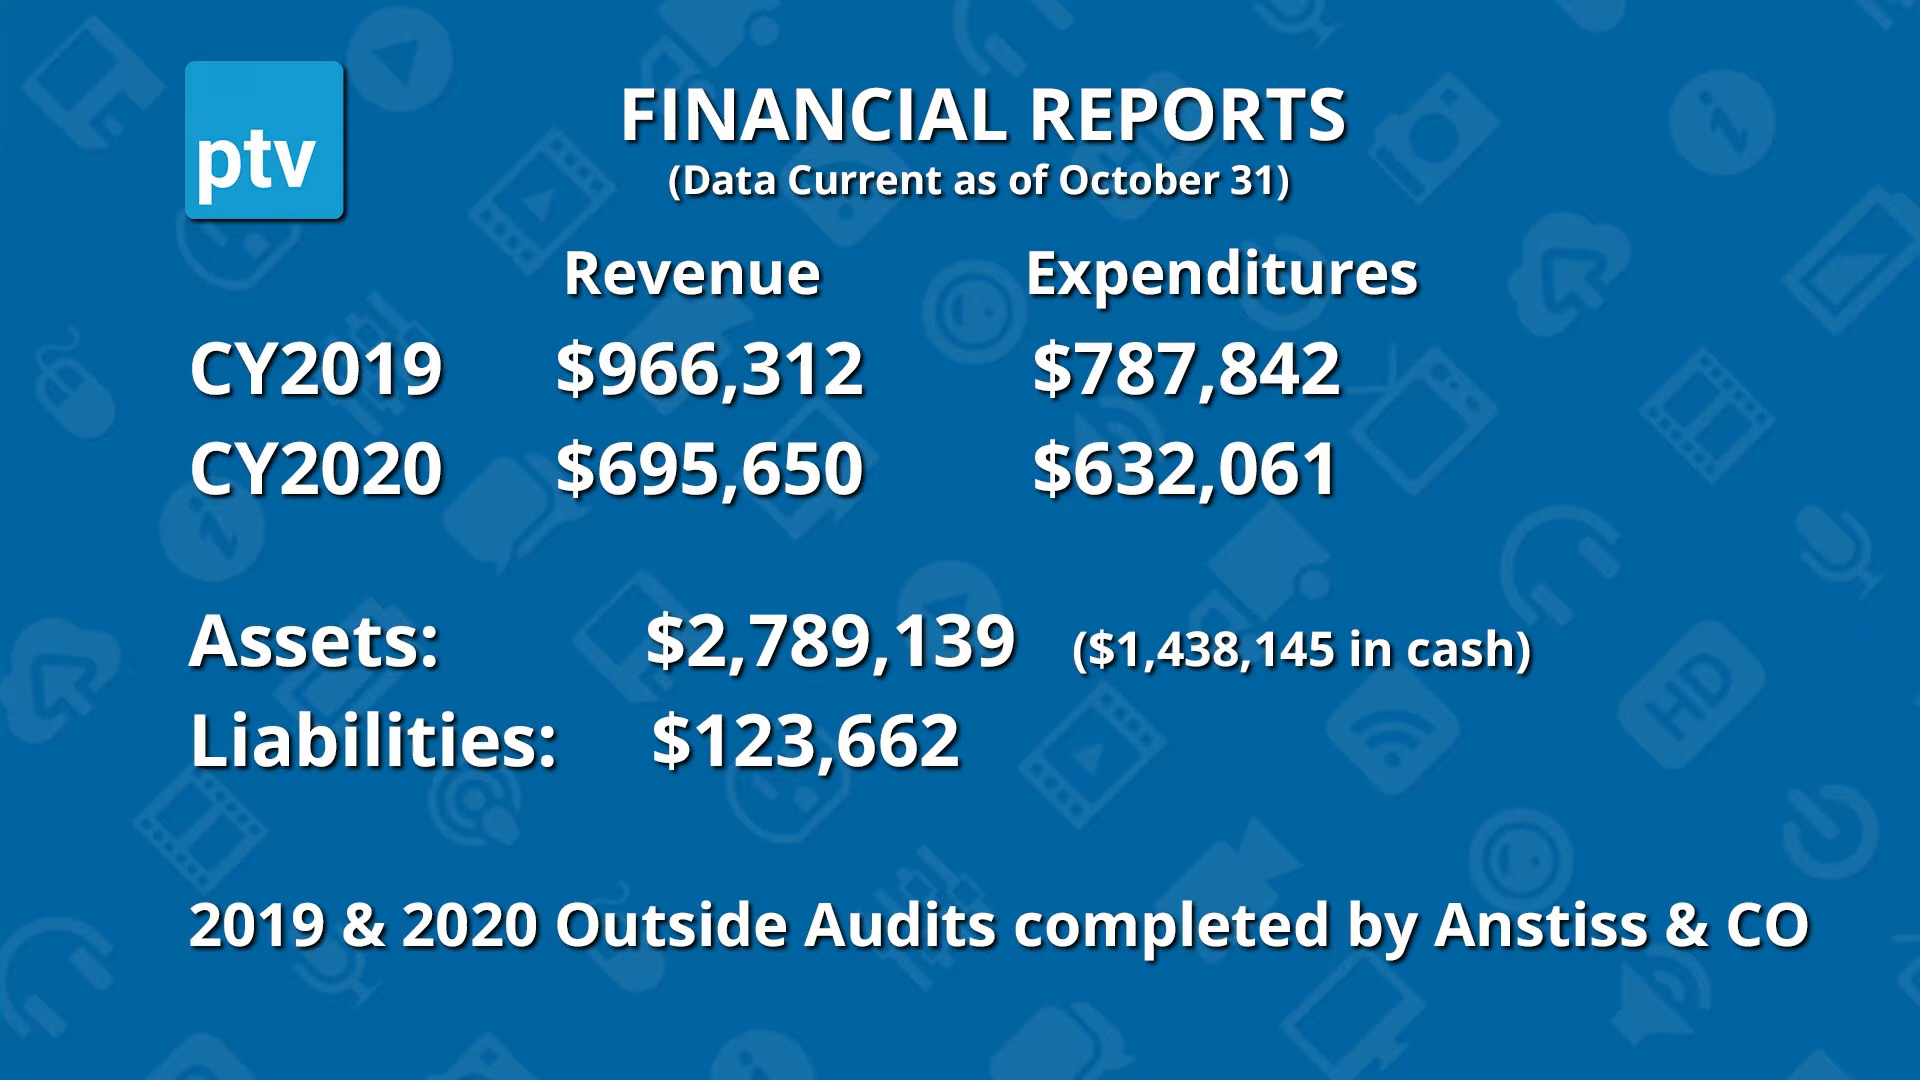 ptv
FINANCIAL REPORTS
(Data Current as of October 31)
Revenue Expenditures
CY2019 $966,312 $787,842
CY2020 $695,650 $632,061
Assets: $2,789,139 ($1,438,145 in cash)
Liabilities: $123,662
2019 & 2020 Outside Audits completed by Anstiss & CO
HD